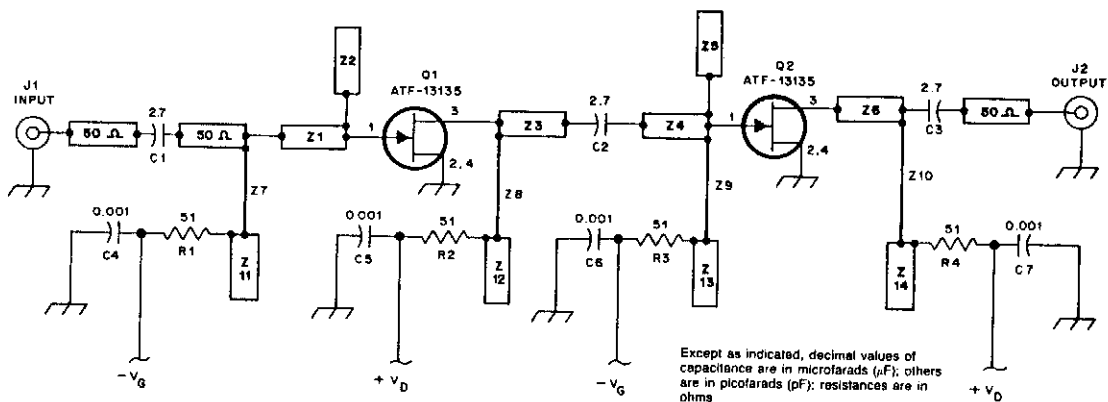 J1
INPUT
50 Ω
2.7
C1
50 Ω
Z1
Z2
Q1
ATF-13135
1
3
2, 4
Z3
2.7
C2
Z4
Z5
Q2
ATF-13135
1
3
2, 4
Z6
2.7
C3
50 Ω
J2
OUTPUT
Z7
Z8
Z9
Z10
0.001
C4
51
R1
Z
11
0.001
C5
51
R2
Z
12
0.001
C6
51
R3
Z
13
Z
14
51
R4
0.001
C7
-VG
+VD
-VG
+VD
Except as indicated, decimal values of
capacitance are in microfarads (µF); others
are in picofarads (pF); resistances are in
ohms